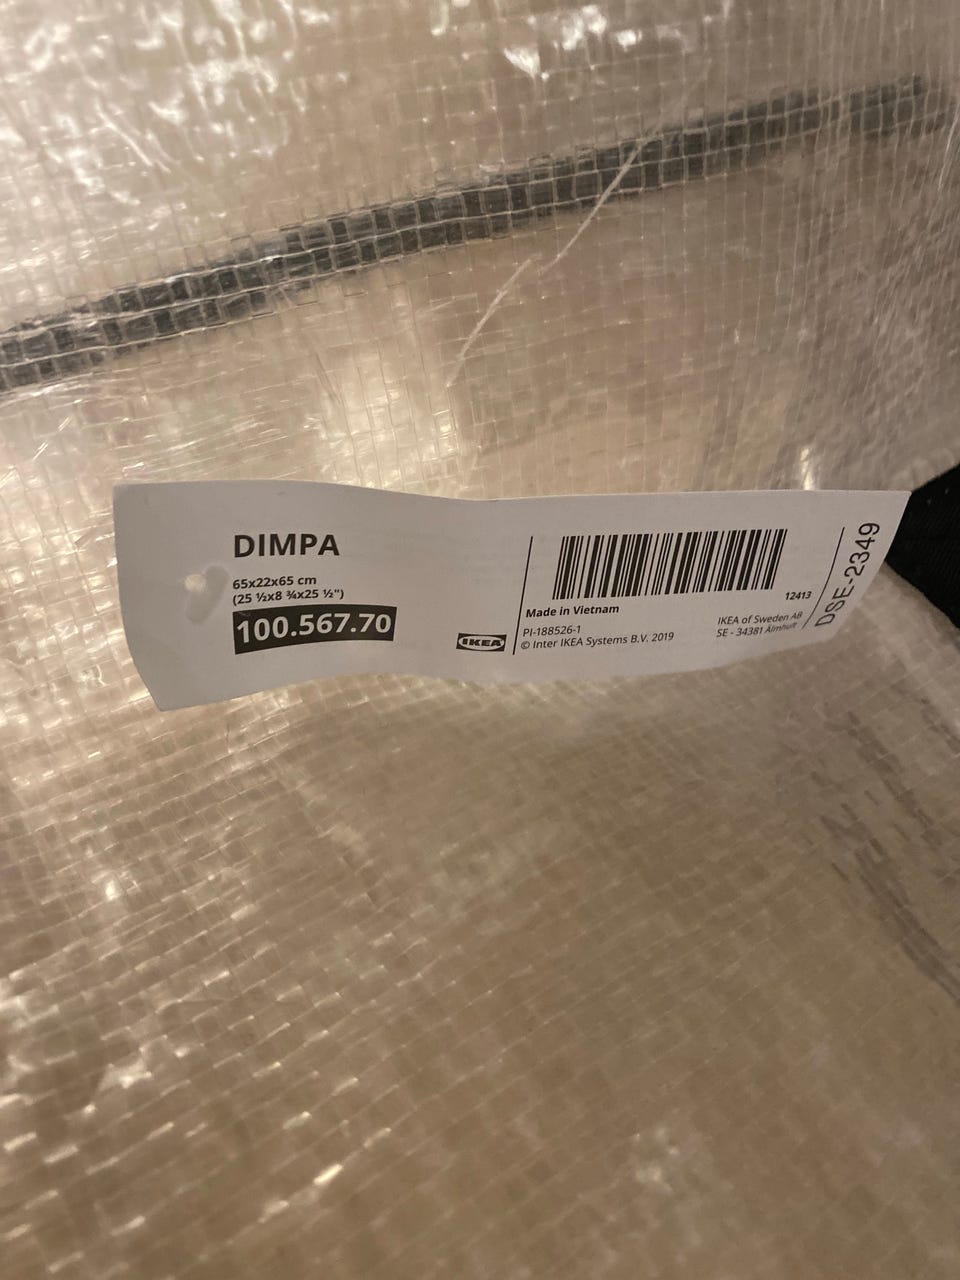 DIMPA
65x22x65 cm
(25 ½x8 ¾x25 ½")
100.567.70
IKEA
Made in Vietnam
PI-188526-1
© Inter IKEA Systems B.V. 2019
12413
IKEA of Sweden AB
SE - 34381 Älmhult
DSE-2349